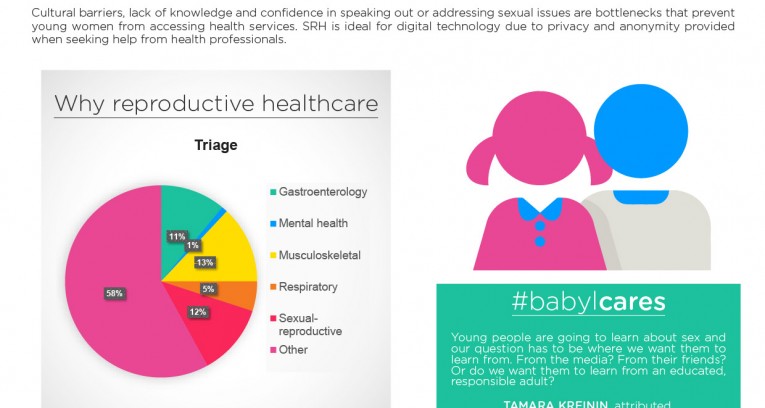 Cultural barriers, lack of knowledge and confidence in speaking out or addressing sexual issues are bottlenecks that prevent
young women from accessing health services. SRH is ideal for digital technology due to privacy and anonymity provided
when seeking help from health professionals.
Why reproductive healthcare
Triage
11%
1%
13%
5%
12%
58%
Gastroenterology
Mental health
Musculoskeletal
Respiratory
Sexual-
reproductive
Other
#babylcares
Young people are going to learn about sex and
our question has to be where we want them to
learn from. From the media? From their friends?
Or do we want them to learn from an educated,
responsible adult?
TAMARA KREININ, attributed